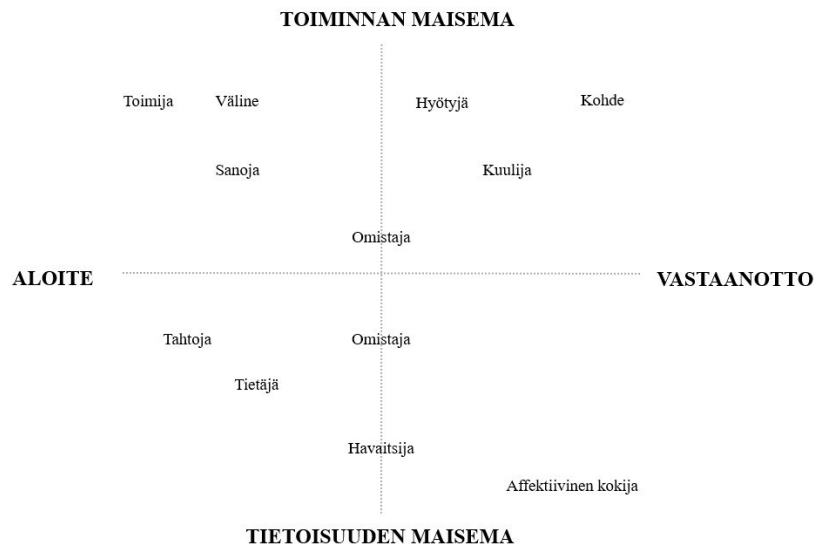 TOIMINNAN MAISEMA
Toimija Väline Hyötyjä Kohde
Sanoja Kuulija
Omistaja
ALOITE VASTAANOTTO
Tahtoja Omistaja
Tietäjä
Havaitsija
Affektiivinen kokija
TIETOISUUDEN MAISEMA